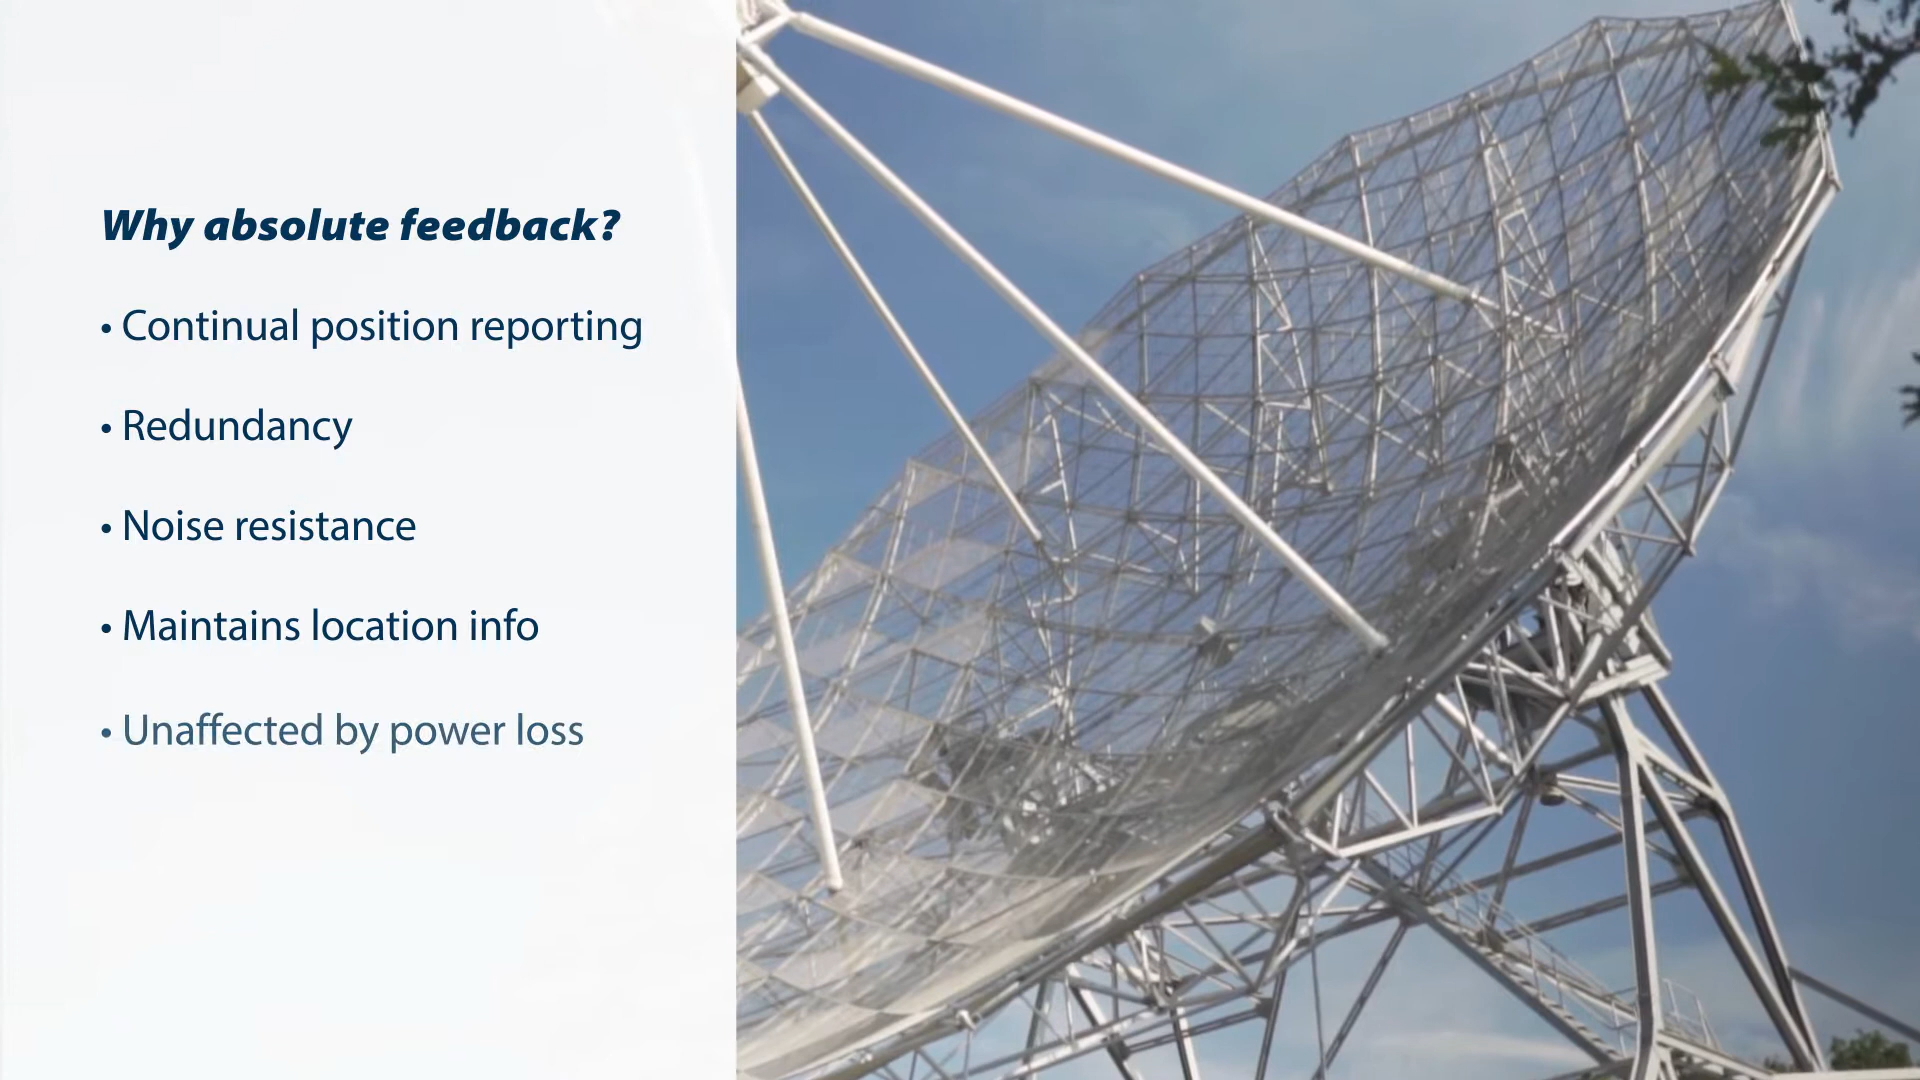 Why absolute feedback?
• Continual position reporting
• Redundancy
• Noise resistance
• Maintains location info
• Unaffected by power loss